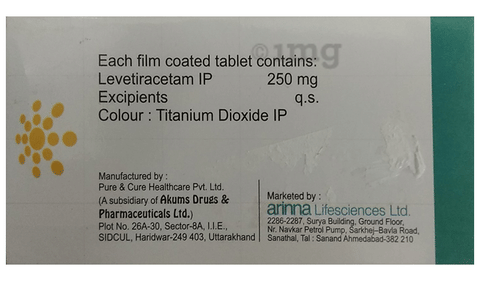 1mg
Each film coated tablet contains:
Levetiracetam IP 250 mg
Excipients q.s.
Colour : Titanium Dioxide IP
Manufactured by :
Pure & Cure Healthcare Pvt. Ltd.
(A subsidiary of Akums Drugs &
Pharmaceuticals Ltd.)
Plot No. 26A-30, Sector-8A, I.I.E.,
SIDCUL, Haridwar-249 403, Uttarakhand
Marketed by :
arinna Lifesciences Ltd.
2286-2287, Surya Building, Ground Floor,
Nr. Navkar Petrol Pump, Sarkhej–Bavla Road,
Sanathal, Tal : Sanand Ahmedabad-382 210